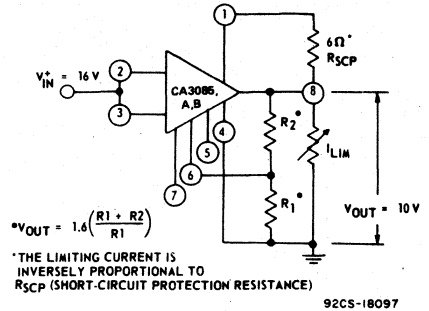 1
6Ω*
RSCP
V+IN = 16 V
2
3
CA3085,
A,B
8
R2*
4
5
6
7
ILIM
R1*
VOUT = 10 V
*VOUT = 1.6(R1 + R2 / R1)
*THE LIMITING CURRENT IS
INVERSELY PROPORTIONAL TO
RSCP (SHORT-CIRCUIT PROTECTION RESISTANCE)
92CS-18097